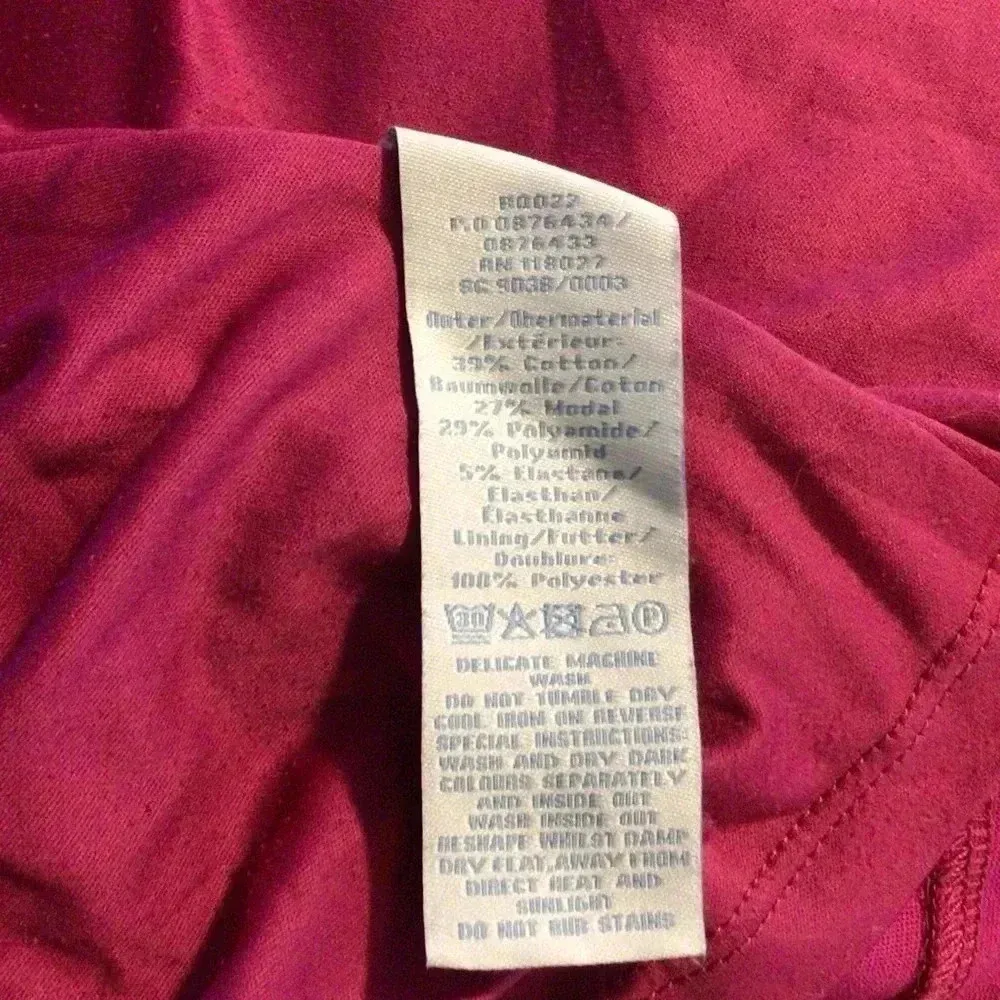 P.O 0876434/
0876433
RN 118027
SC 9038/0003
Outer/Obermaterial
/Extérieur:
39% Cotton/
Baumwolle/Coton
27% Modal
29% Polyamide/
Polyamid
5% Elastane/
Elasthan/
Élasthanne
Lining/Futter/
Doublure:
100% Polyester
30 P
DELICATE MACHINE
WASH
DO NOT TUMBLE DRY
COOL IRON ON REVERSE
SPECIAL INSTRUCTIONS:
WASH AND DRY DARK
COLOURS SEPARATELY
AND INSIDE OUT
WASH INSIDE OUT
RESHAPE WHILST DAMP
DRY FLAT,AWAY FROM
DIRECT HEAT AND
SUNLIGHT
DO NOT RUB STAINS